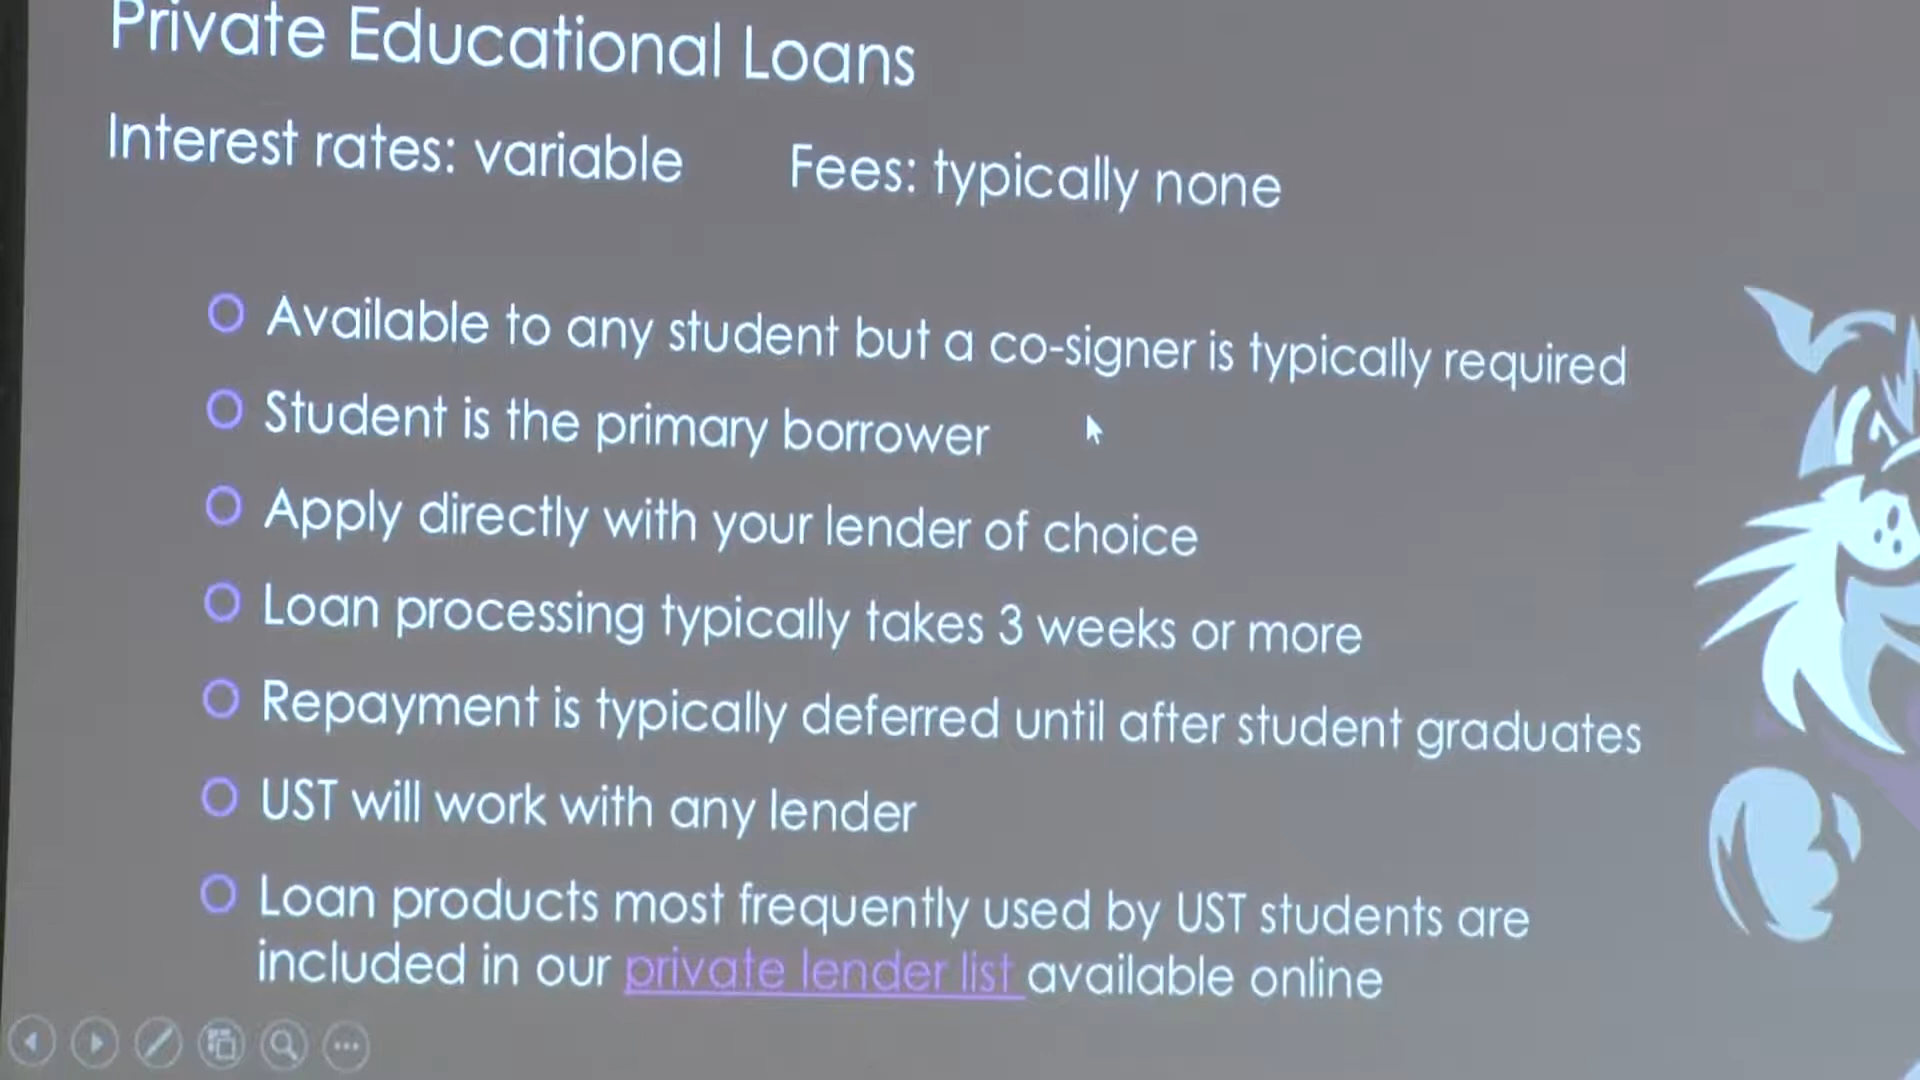 Private Educational Loans
Interest rates: variable Fees: typically none
Available to any student but a co-signer is typically required
Student is the primary borrower
Apply directly with your lender of choice
Loan processing typically takes 3 weeks or more
Repayment is typically deferred until after student graduates
UST will work with any lender
Loan products most frequently used by UST students are
included in our private lender list available online